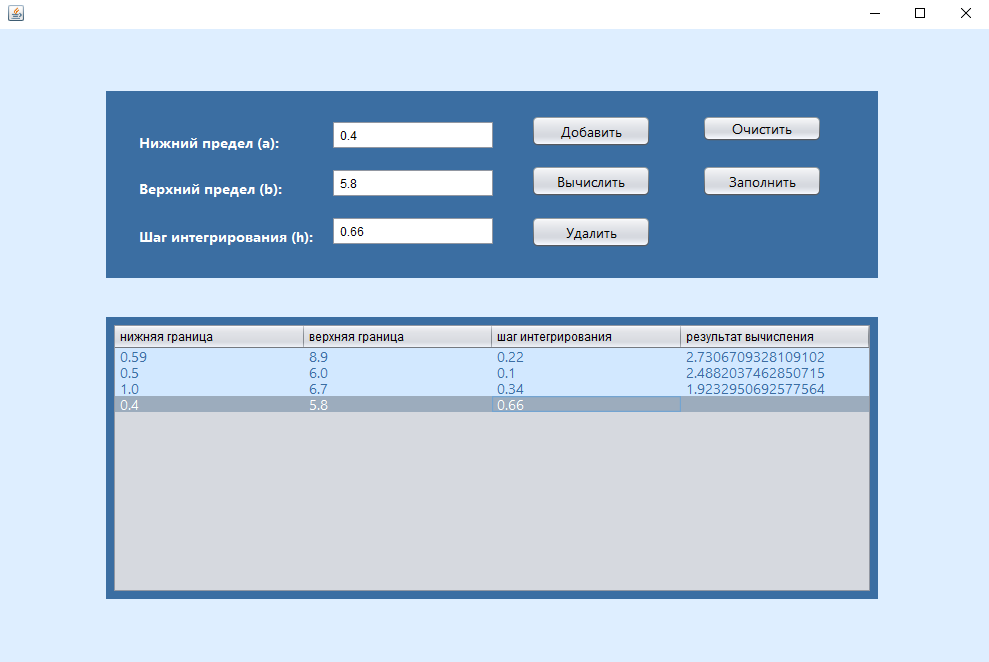 Нижний предел (a): 0.4 Добавить Очистить
Верхний предел (b): 5.8 Вычислить Заполнить
Шаг интегрирования (h): 0.66 Удалить
нижняя граница верхняя граница шаг интегрирования результат вычисления
0.59 8.9 0.22 2.7306709328109102
0.5 6.0 0.1 2.4882037462850715
1.0 6.7 0.34 1.9232950692577564
0.4 5.8 0.66